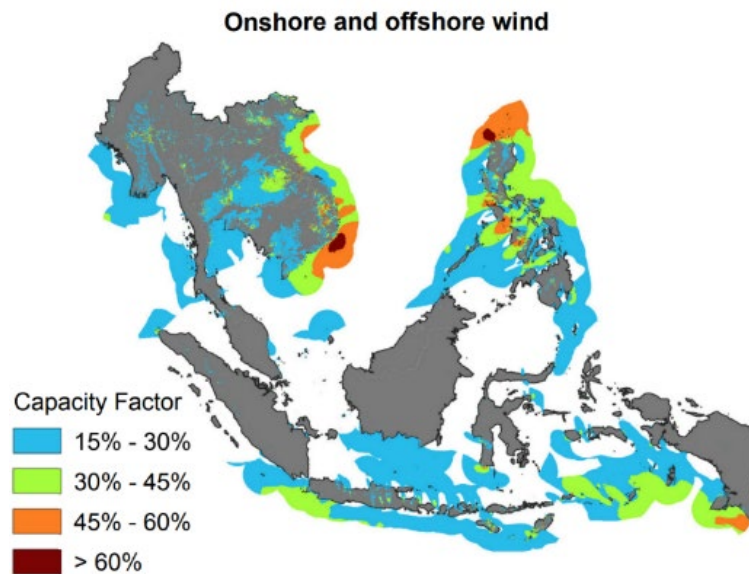 Onshore and offshore wind
Capacity Factor
15% - 30%
30% - 45%
45% - 60%
> 60%